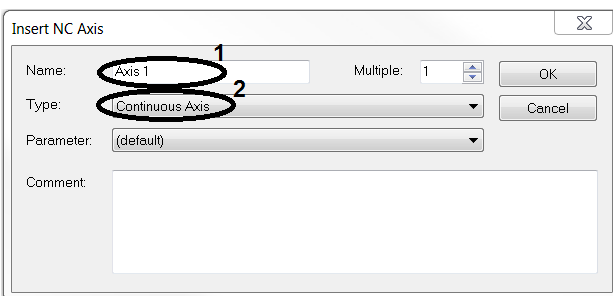 Insert NC Axis
1
Name: Axis 1 Multiple: 1 OK
2
Type: Continuous Axis Cancel
Parameter: (default)
Comment: